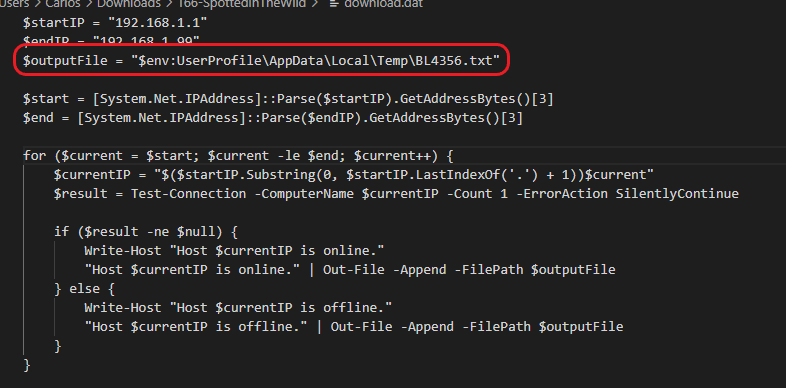 Users > Carlos > Downloads > T66-SpottedInTheWild > download.dat
$startIP = "192.168.1.1"
$endIP = "192.168.1.99"
$outputFile = "$env:UserProfile\AppData\Local\Temp\BL4356.txt"
$start = [System.Net.IPAddress]::Parse($startIP).GetAddressBytes()[3]
$end = [System.Net.IPAddress]::Parse($endIP).GetAddressBytes()[3]
for ($current = $start; $current -le $end; $current++) {
$currentIP = "$($startIP.Substring(0, $startIP.LastIndexOf('.') + 1))$current"
$result = Test-Connection -ComputerName $currentIP -Count 1 -ErrorAction SilentlyContinue
if ($result -ne $null) {
Write-Host "Host $currentIP is online."
"Host $currentIP is online." | Out-File -Append -FilePath $outputFile
} else {
Write-Host "Host $currentIP is offline."
"Host $currentIP is offline." | Out-File -Append -FilePath $outputFile
}
}